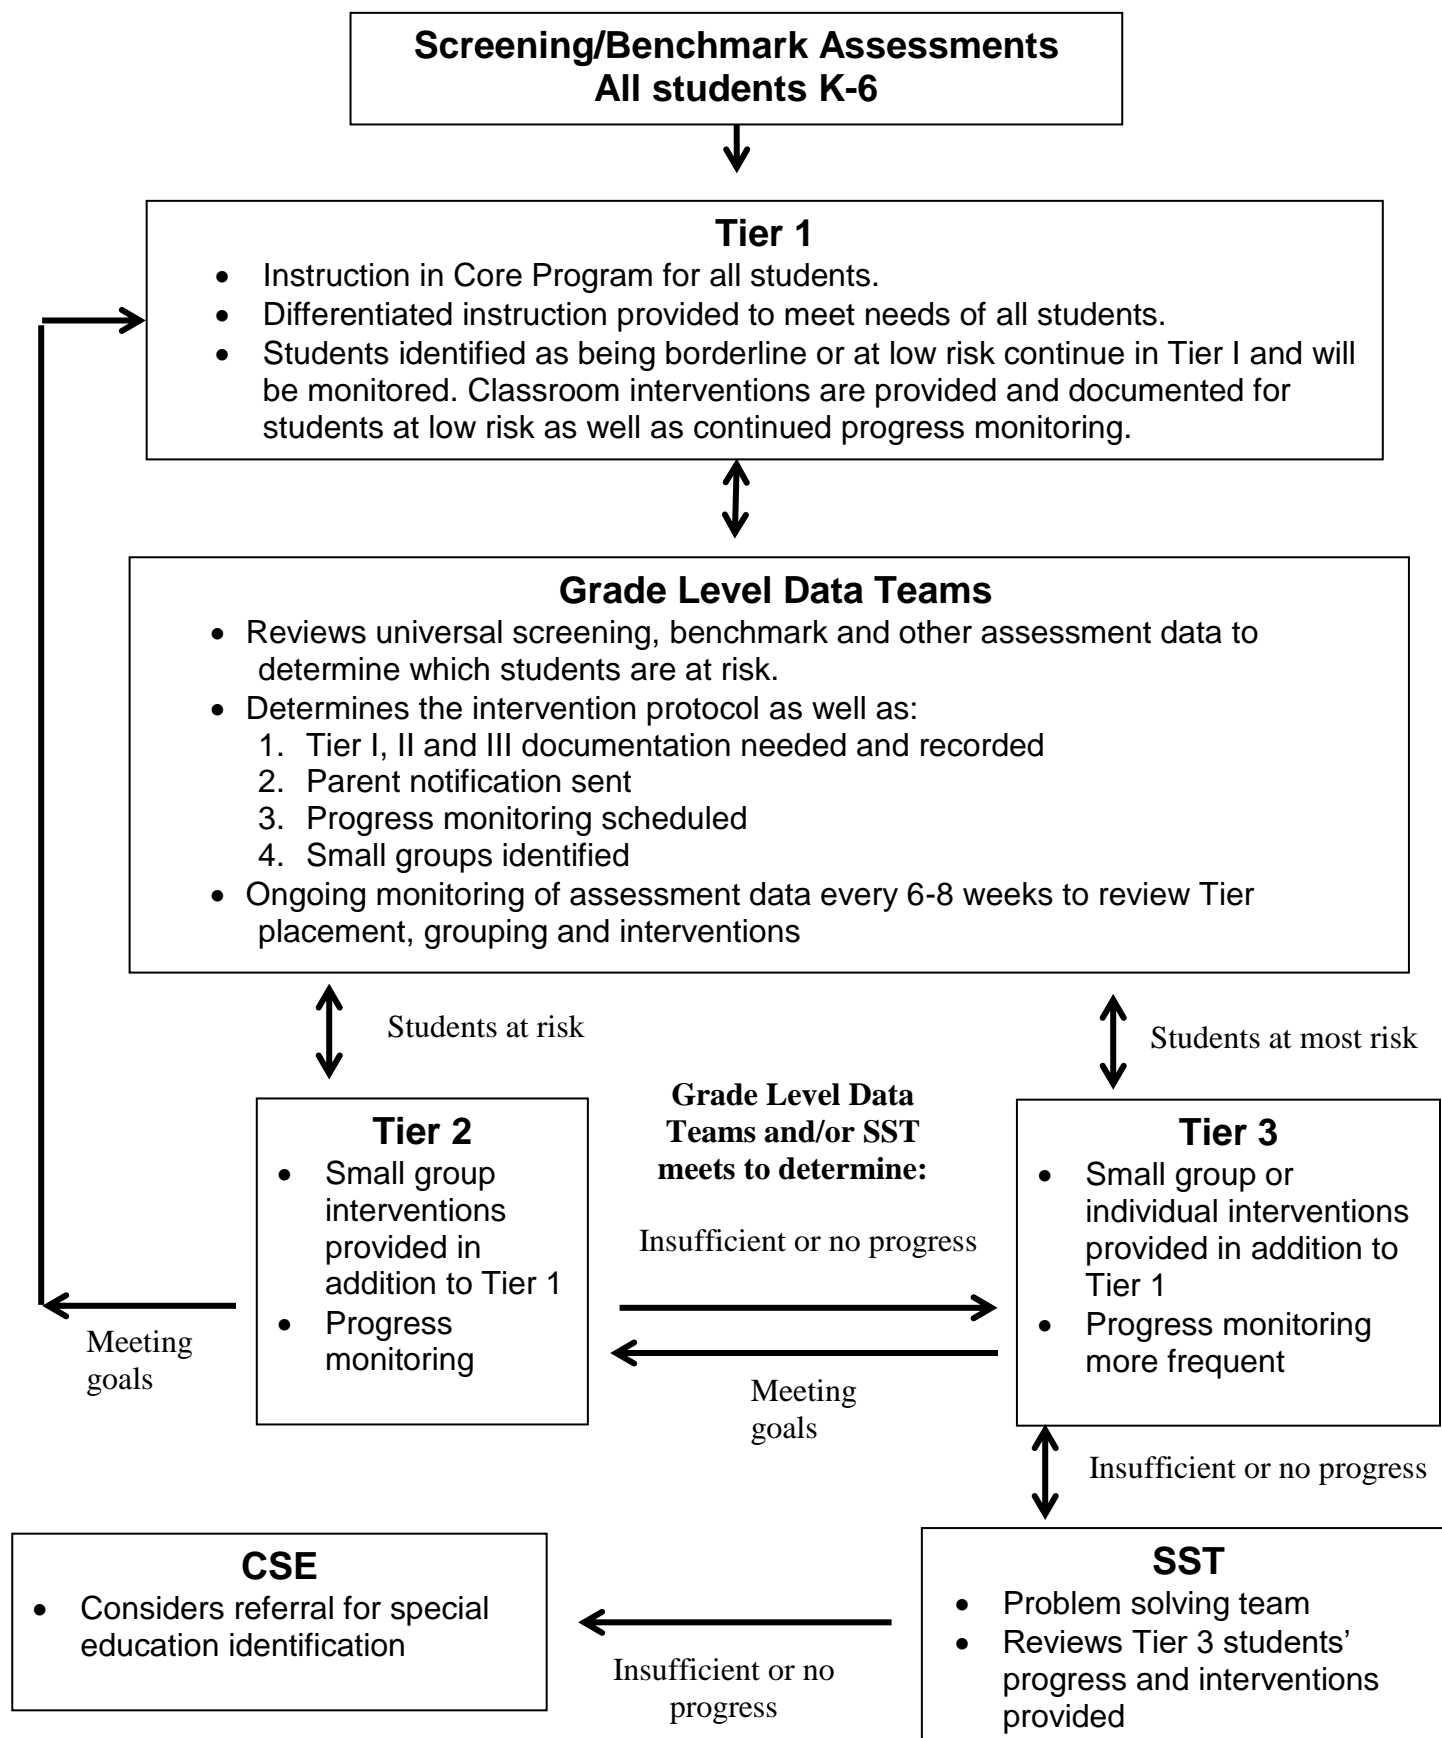 Screening/Benchmark Assessments
All students K-6
Tier 1
• Instruction in Core Program for all students.
• Differentiated instruction provided to meet needs of all students.
• Students identified as being borderline or at low risk continue in Tier I and will
be monitored. Classroom interventions are provided and documented for
students at low risk as well as continued progress monitoring.
Grade Level Data Teams
• Reviews universal screening, benchmark and other assessment data to
determine which students are at risk.
• Determines the intervention protocol as well as:
1. Tier I, II and III documentation needed and recorded
2. Parent notification sent
3. Progress monitoring scheduled
4. Small groups identified
• Ongoing monitoring of assessment data every 6-8 weeks to review Tier
placement, grouping and interventions
Students at risk
Students at most risk
Tier 2
• Small group
interventions
provided in
addition to Tier 1
• Progress
monitoring
Grade Level Data
Teams and/or SST
meets to determine:
Insufficient or no progress
Meeting
goals
Tier 3
• Small group or
individual interventions
provided in addition to
Tier 1
• Progress monitoring
more frequent
Meeting
goals
Insufficient or no progress
CSE
• Considers referral for special
education identification
Insufficient or no
progress
SST
• Problem solving team
• Reviews Tier 3 students’
progress and interventions
provided